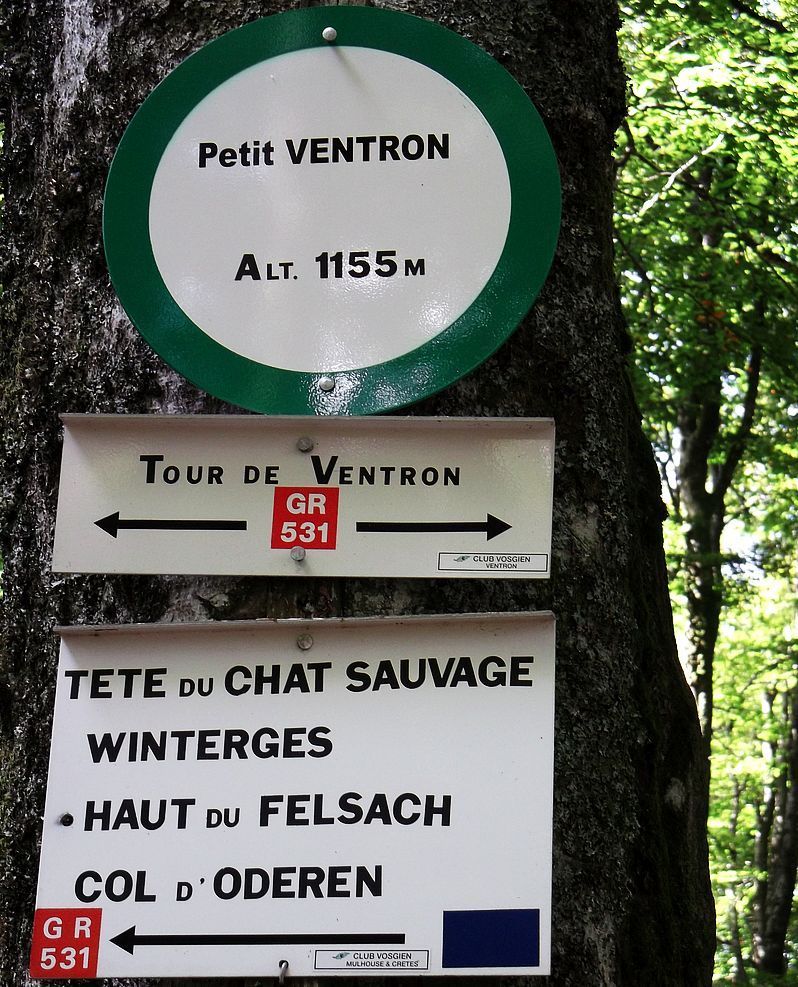 Petit VENTRON
ALT. 1155 M
TOUR DE VENTRON
GR
531
CLUB VOSGIEN
VENTRON
TETE DU CHAT SAUVAGE
WINTERGES
HAUT DU FELSACH
COL D'ODEREN
GR
531
CLUB VOSGIEN
MULHOUSE & CRETES